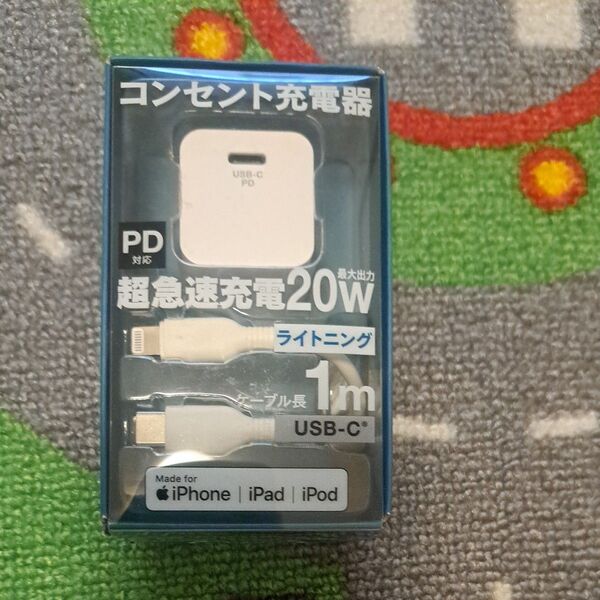 コンセント充電器
USB-C
PD
PD
対応
最大出力
超急速充電20W
ライトニング
ケーブル長1m
USB-C®
Made for
iPhone | iPad | iPod